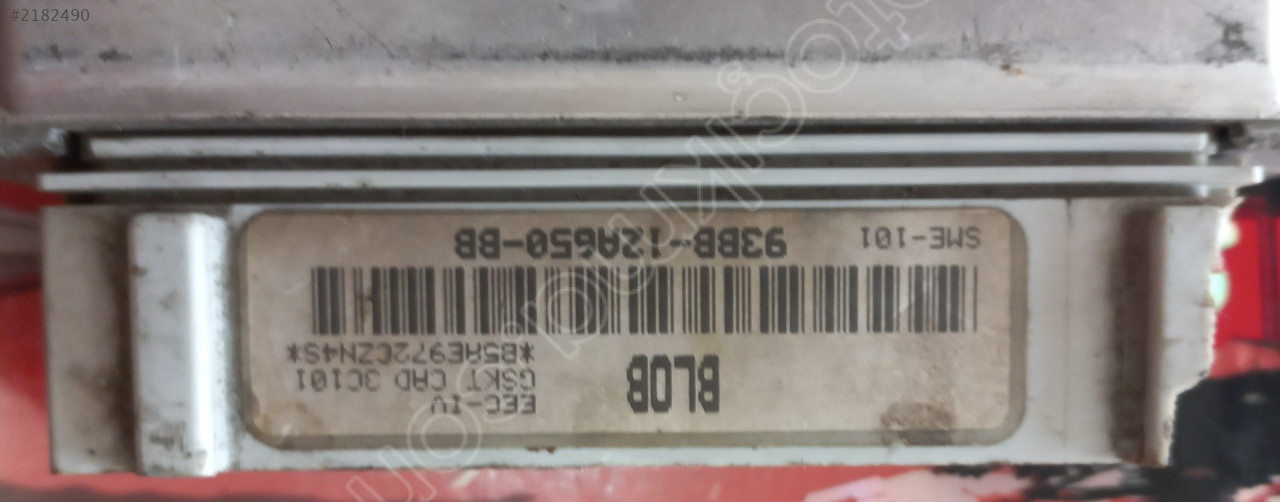 #2182490
BLOB
EEC-IV
GSKT CAD 3C101
*B5AE972CZN4S*
SME-101 93BB-12A650-BB